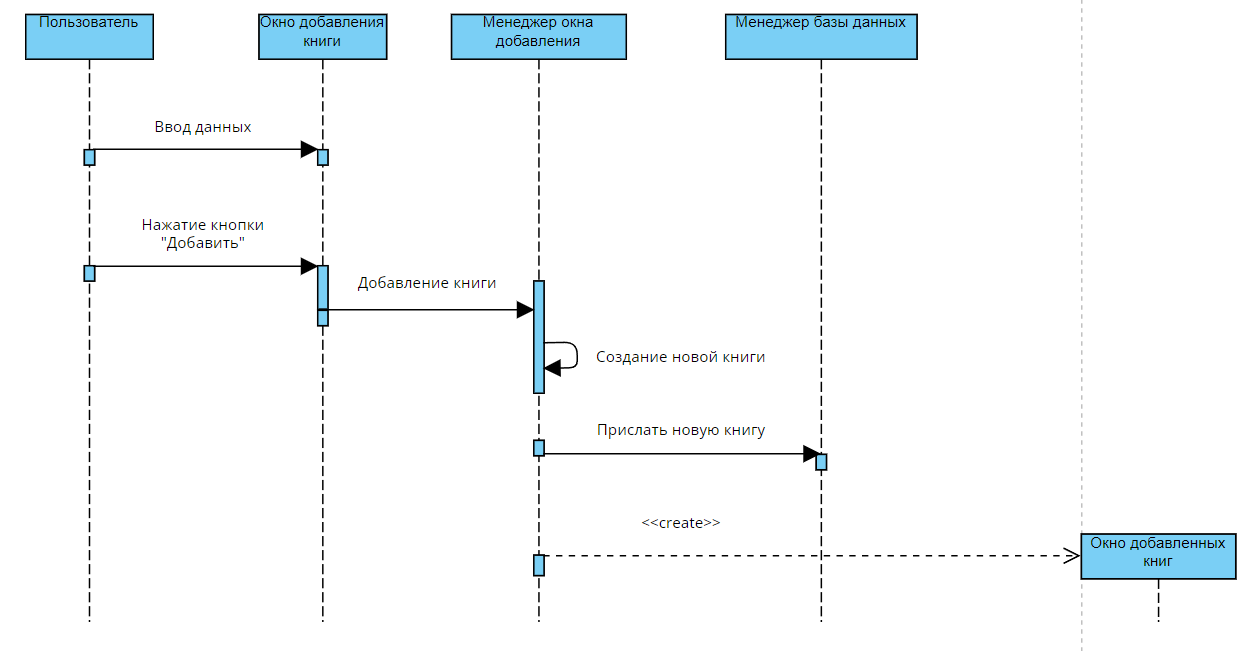 Пользователь
Окно добавления
книги
Менеджер окна
добавления
Менеджер базы данных
Ввод данных
Нажатие кнопки
"Добавить"
Добавление книги
Создание новой книги
Прислать новую книгу
<<create>>
Окно добавленных
книг